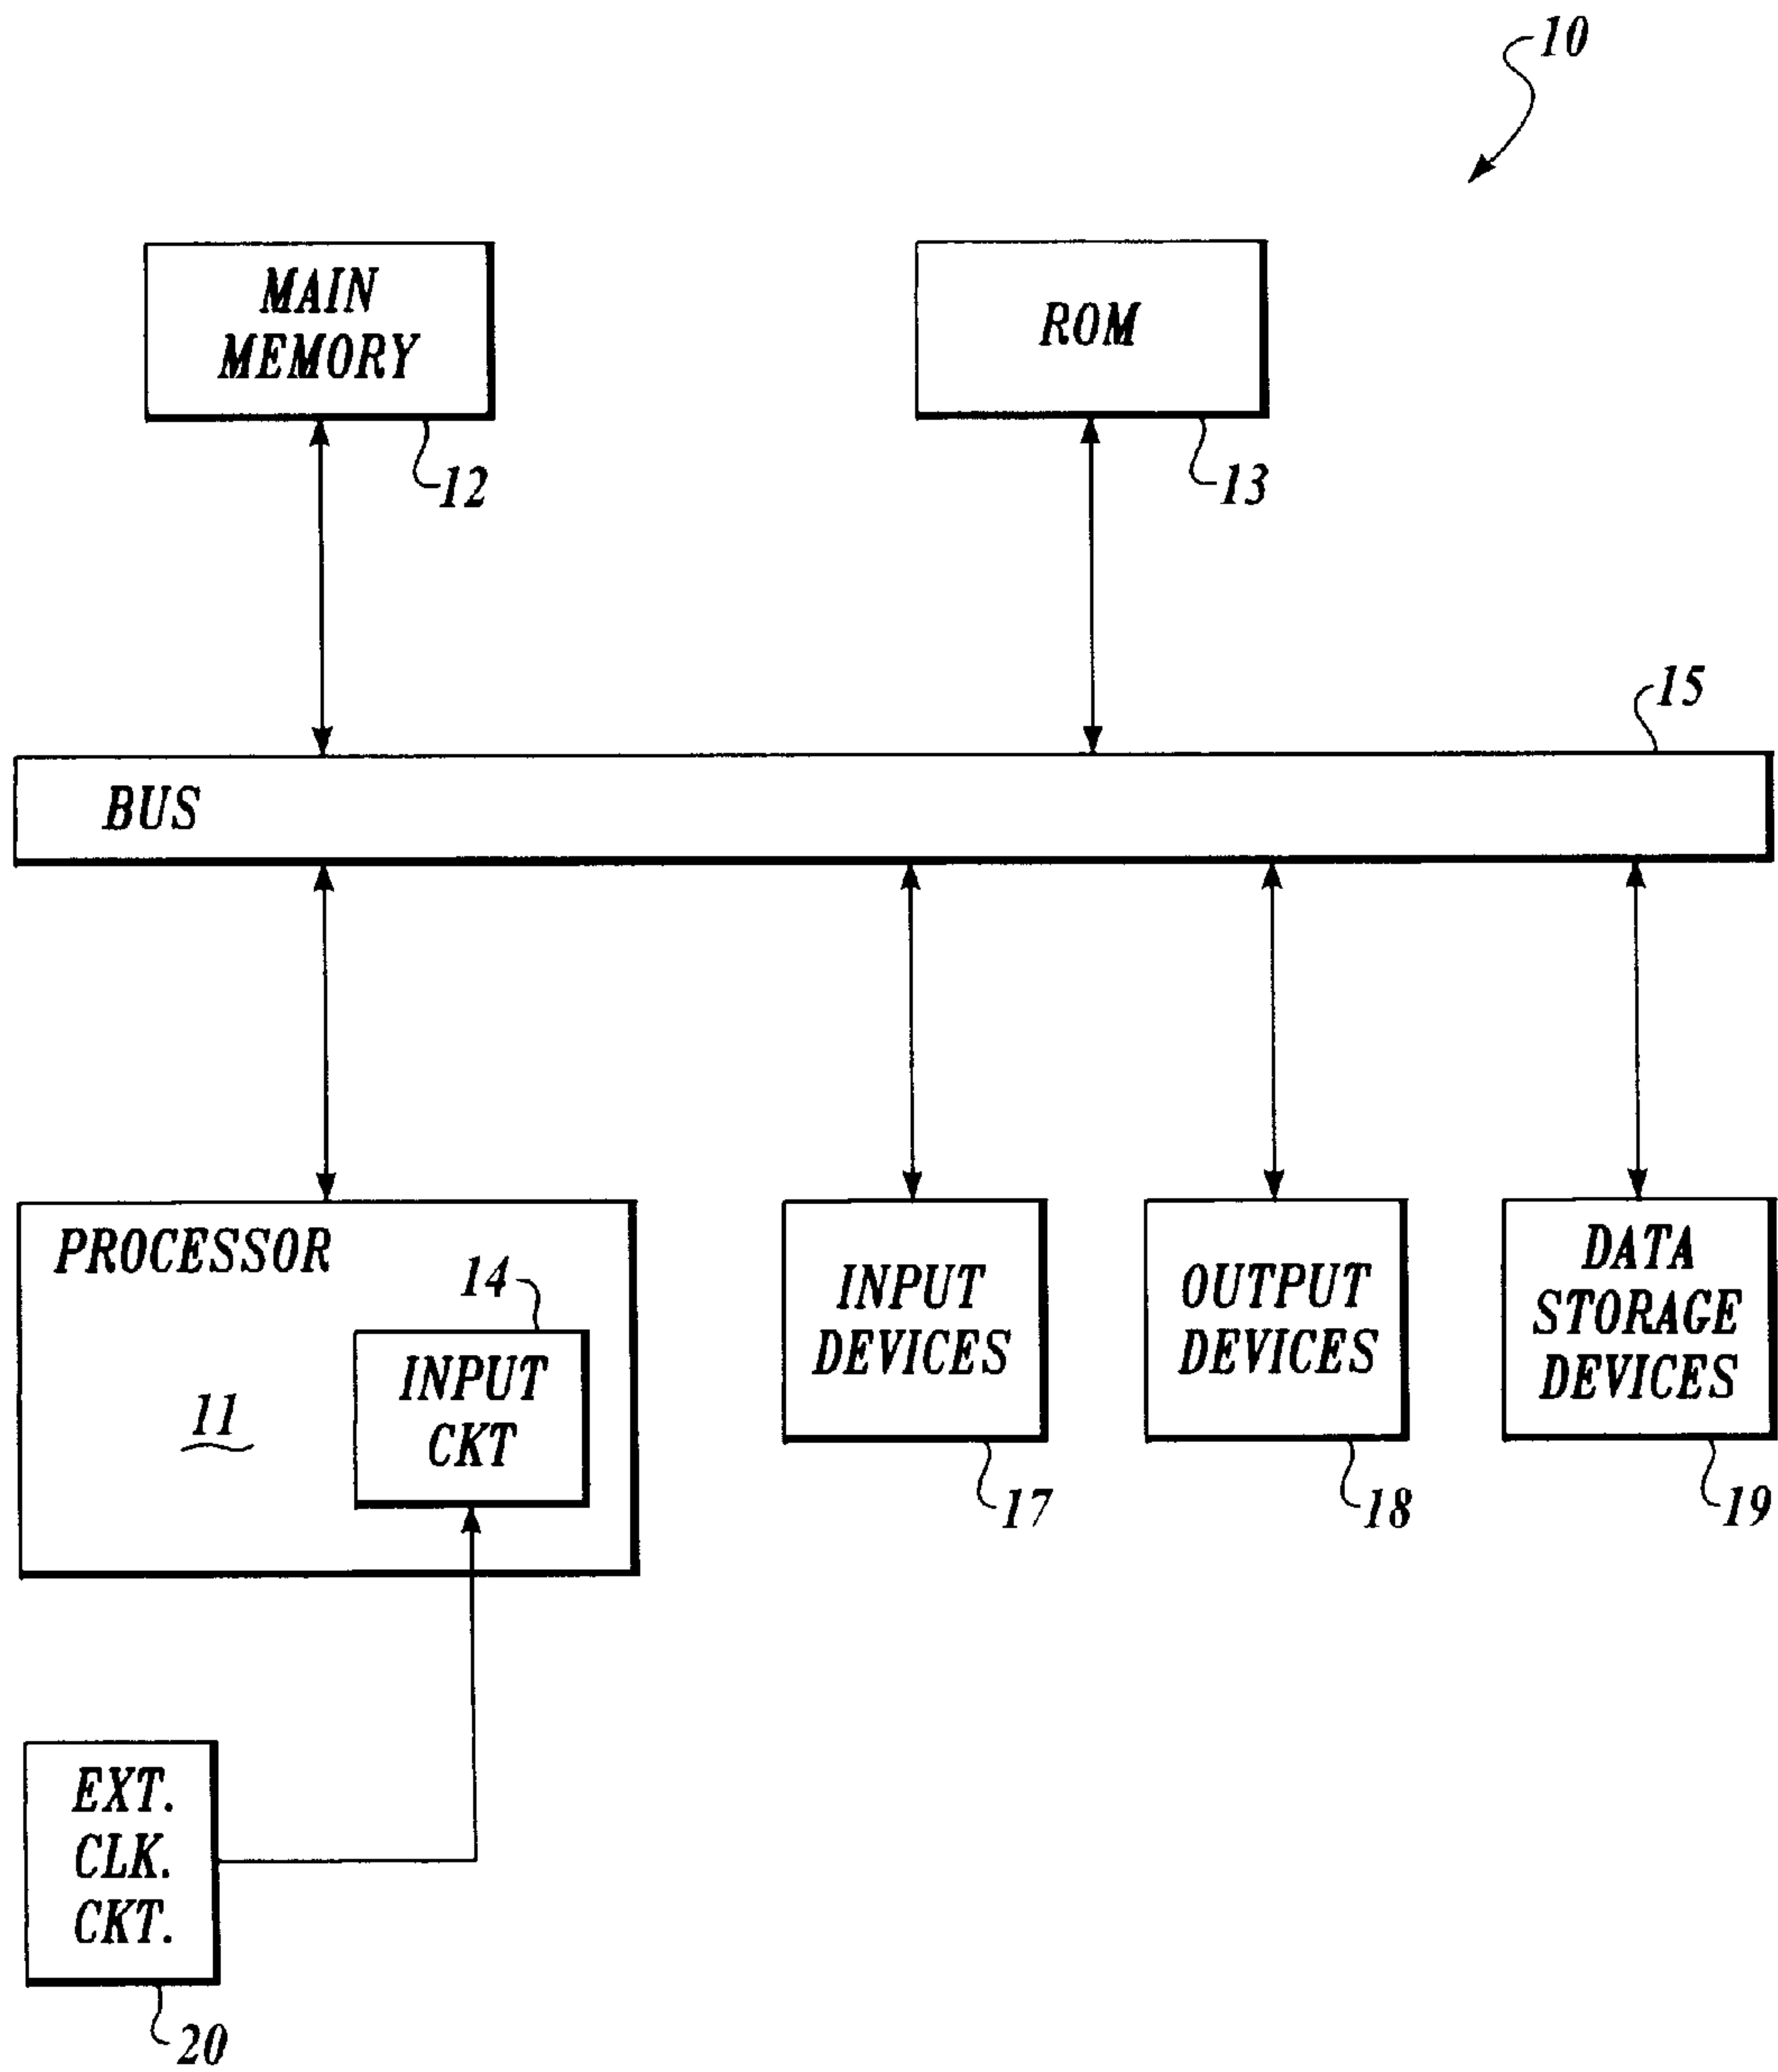 10
MAIN
MEMORY
12
ROM
13
15
BUS
PROCESSOR
11
14
INPUT
CKT
INPUT
DEVICES
17
OUTPUT
DEVICES
18
DATA
STORAGE
DEVICES
19
EXT.
CLK.
CKT.
20